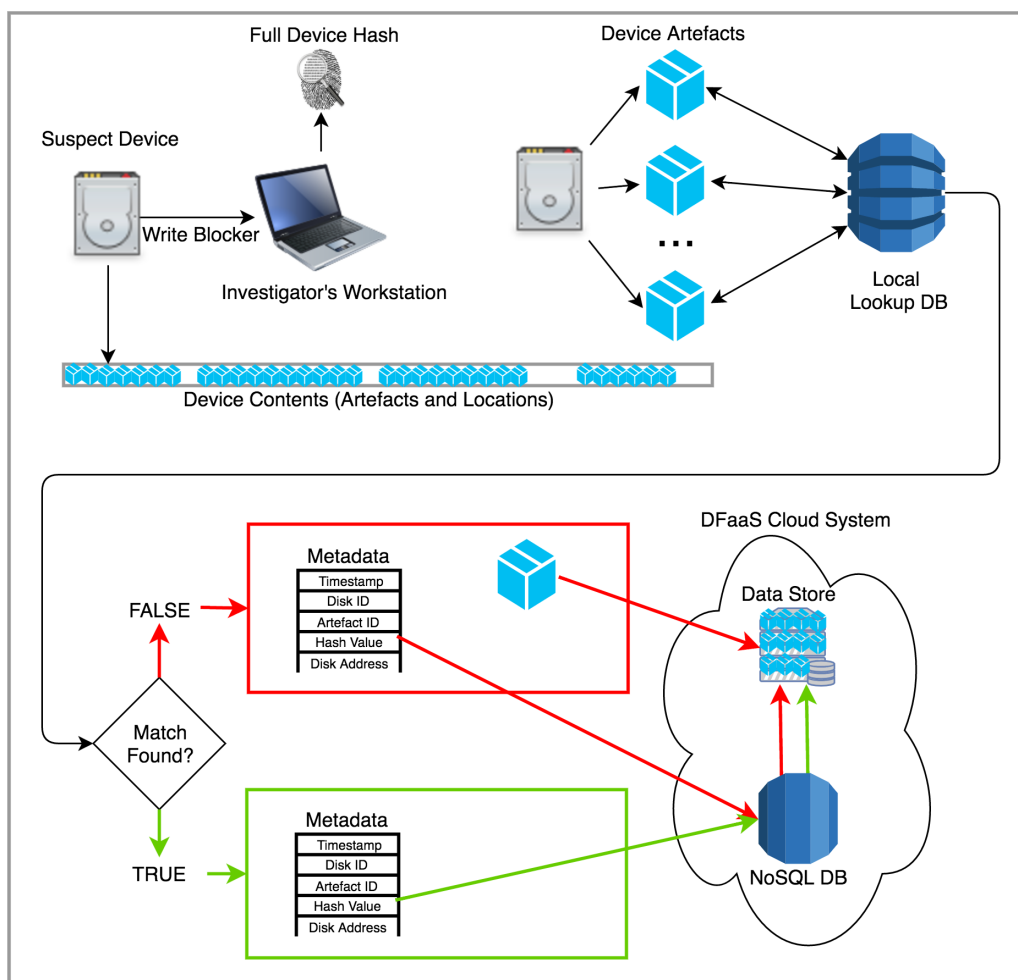 Full Device Hash
Device Artefacts
Suspect Device
Write Blocker
Investigator's Workstation
...
Local
Lookup DB
Device Contents (Artefacts and Locations)
DFaaS Cloud System
Metadata
Timestamp
Disk ID
Artefact ID
Hash Value
Disk Address
Data Store
FALSE
Match
Found?
TRUE
Metadata
Timestamp
Disk ID
Artefact ID
Hash Value
Disk Address
NoSQL DB